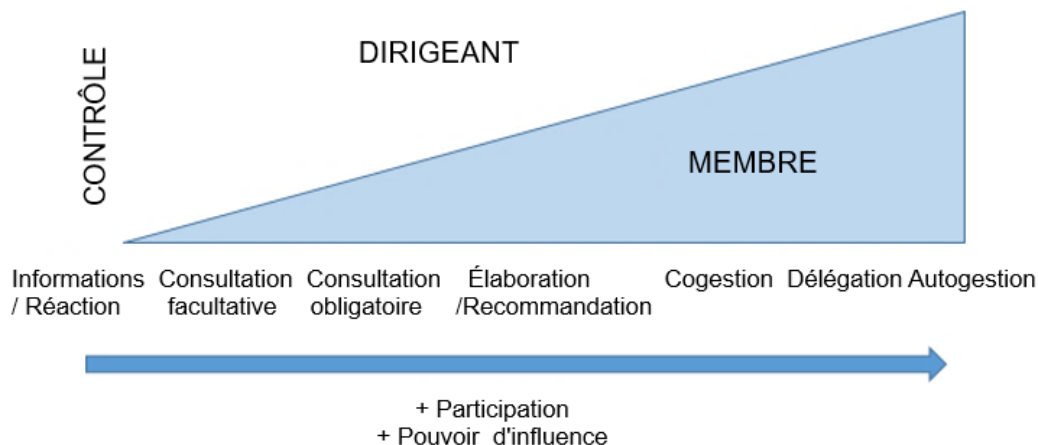 CONTRÔLE
DIRIGEANT
MEMBRE
Informations
/ Réaction
Consultation
facultative
Consultation
obligatoire
Élaboration
/Recommandation
Cogestion
Délégation
Autogestion
+ Participation
+ Pouvoir d'influence